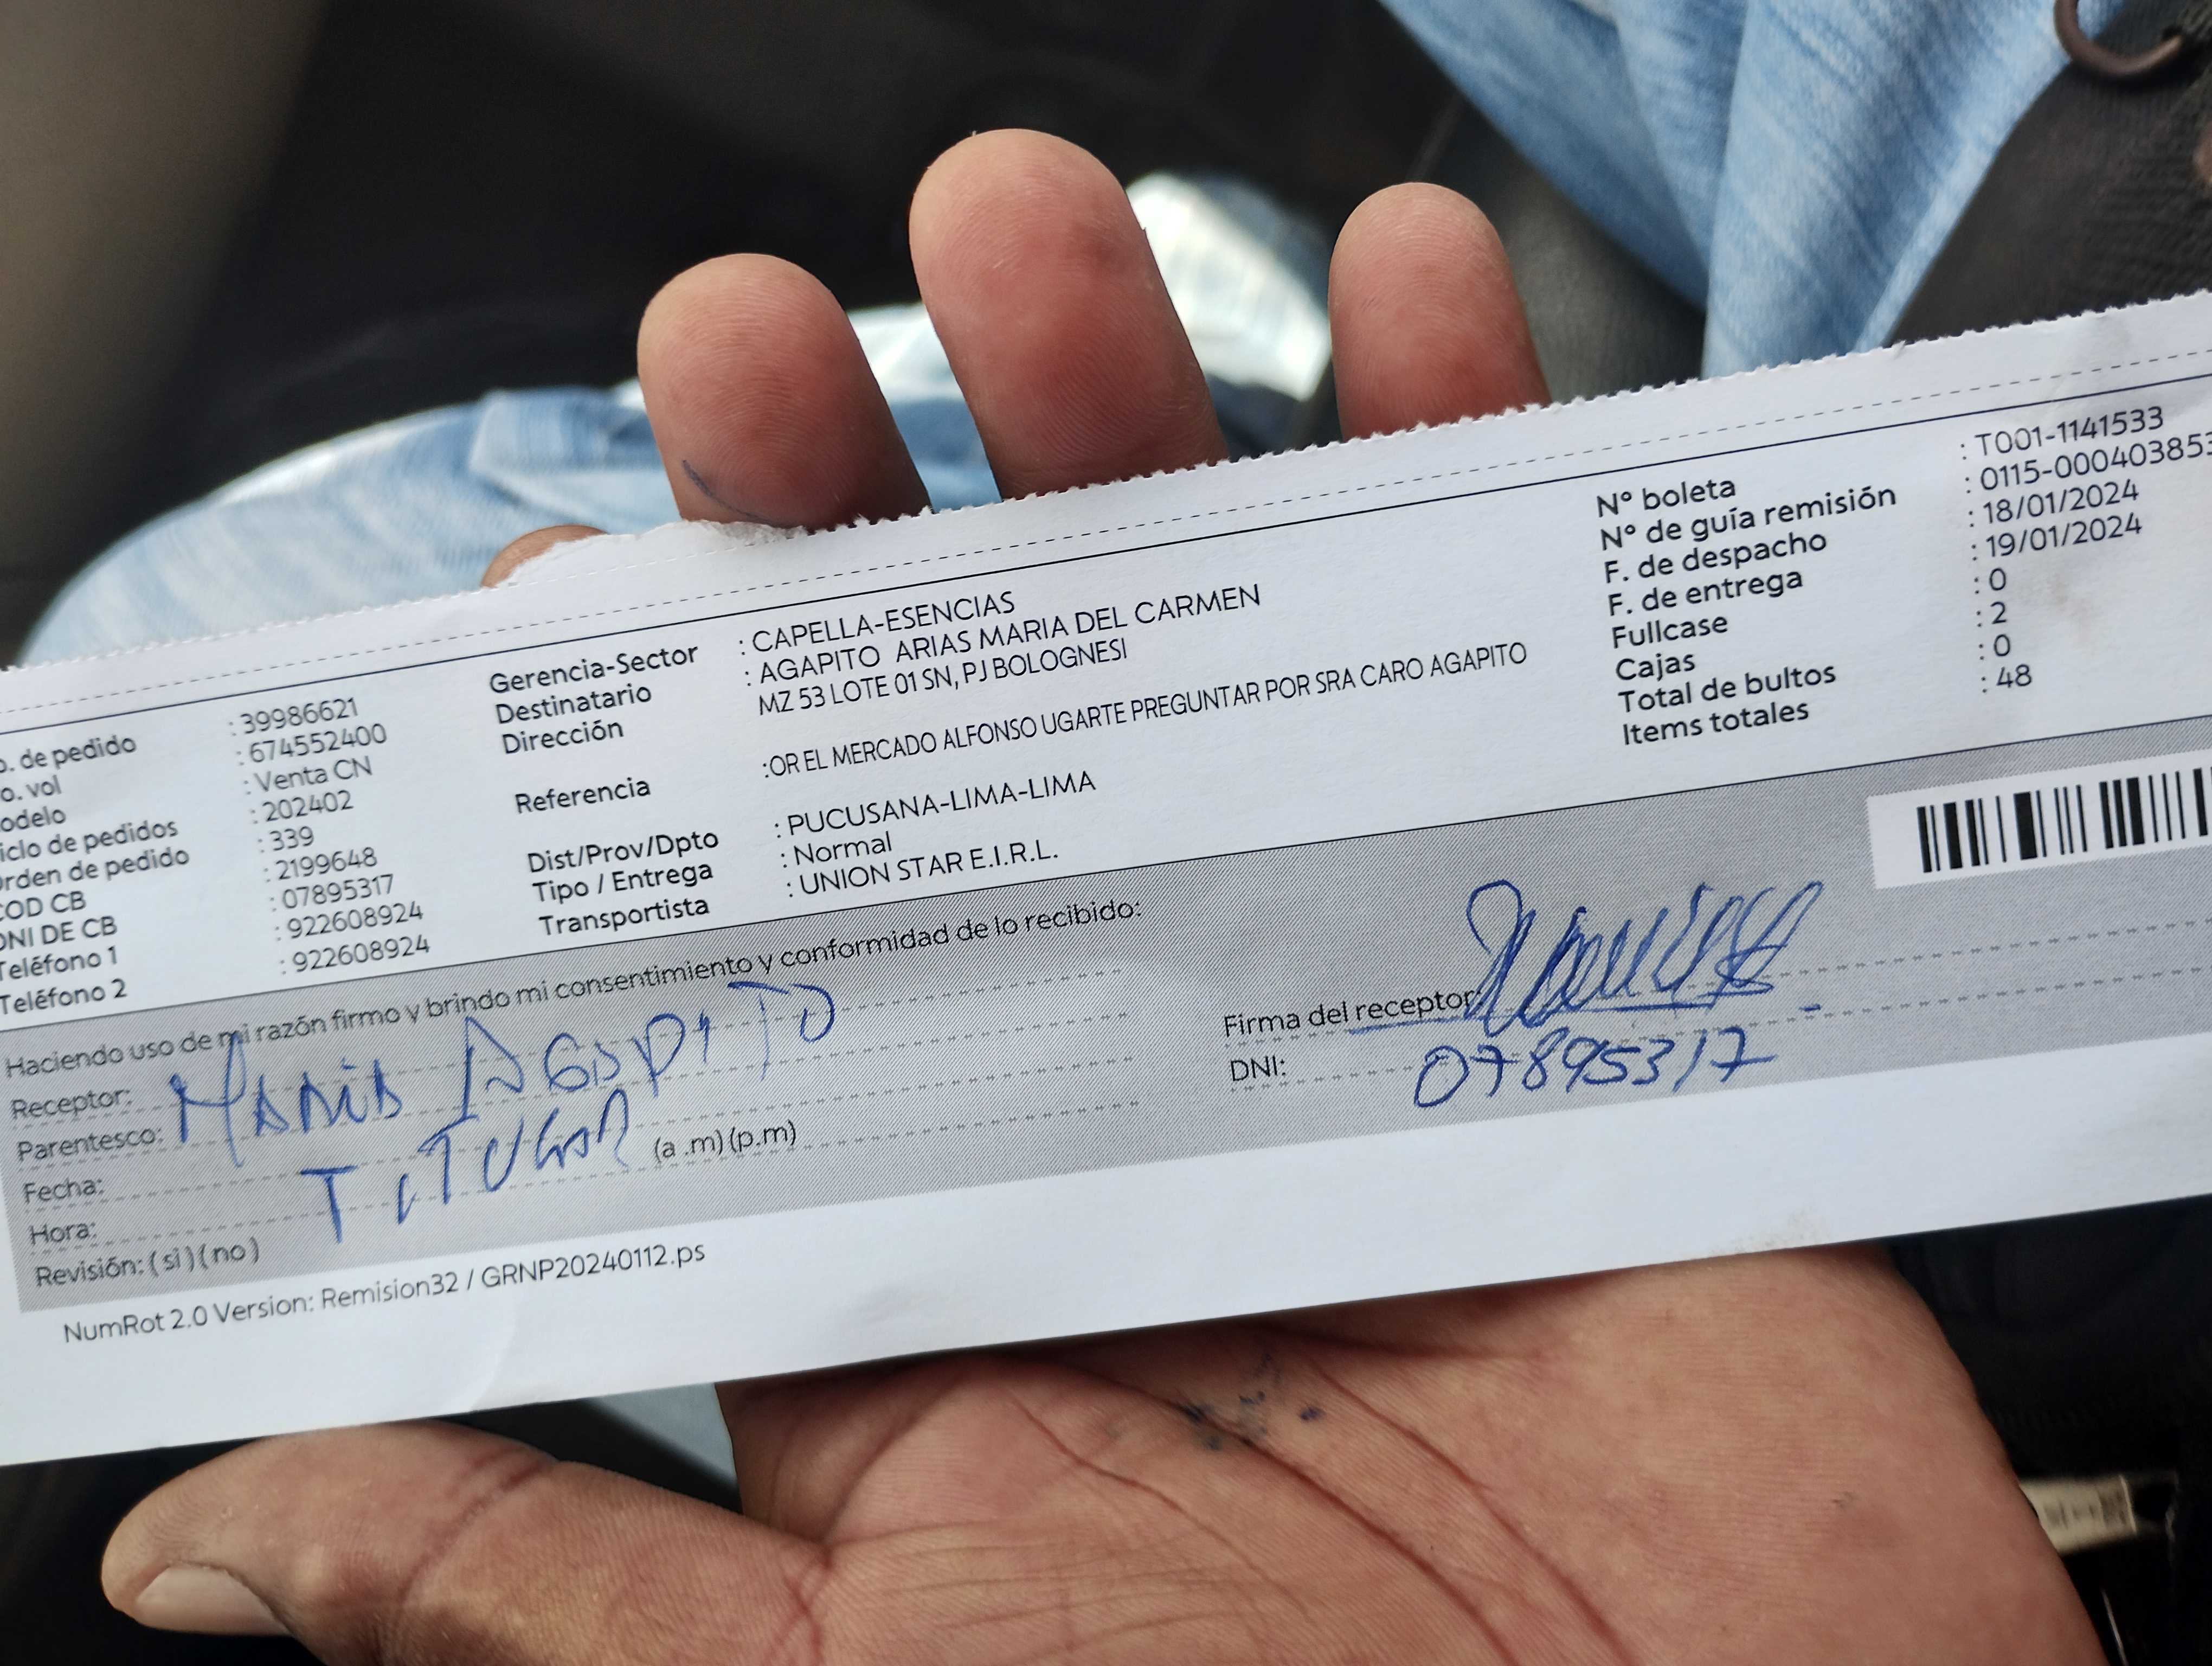 o. de pedido : 39986621
o. vol : 674552400
odelo : Venta CN
iclo de pedidos : 202402
rden de pedido : 339
COD CB : 2199648
DNI DE CB : 07895317
Teléfono 1 : 922608924
Teléfono 2 : 922608924
Gerencia-Sector : CAPELLA-ESENCIAS
Destinatario : AGAPITO ARIAS MARIA DEL CARMEN
Dirección MZ 53 LOTE 01 SN, PJ BOLOGNESI
Referencia :OR EL MERCADO ALFONSO UGARTE PREGUNTAR POR SRA CARO AGAPITO
Dist/Prov/Dpto : PUCUSANA-LIMA-LIMA
Tipo / Entrega : Normal
Transportista : UNION STAR E.I.R.L.
N° boleta : T001-1141533
N° de guía remisión : 0115-000403853
F. de despacho : 18/01/2024
F. de entrega : 19/01/2024
Fullcase : 0
Cajas : 2
Total de bultos : 0
Items totales : 48
Haciendo uso de mi razón firmo y brindo mi consentimiento y conformidad de lo recibido:
Receptor: MARIA AGAPITO
Parentesco: TITULAR
Fecha:
Hora: (a .m) (p.m)
Revisión: ( si ) ( no )
Firma del receptor:
DNI: 07895317
NumRot 2.0 Version: Remision32 / GRNP20240112.ps